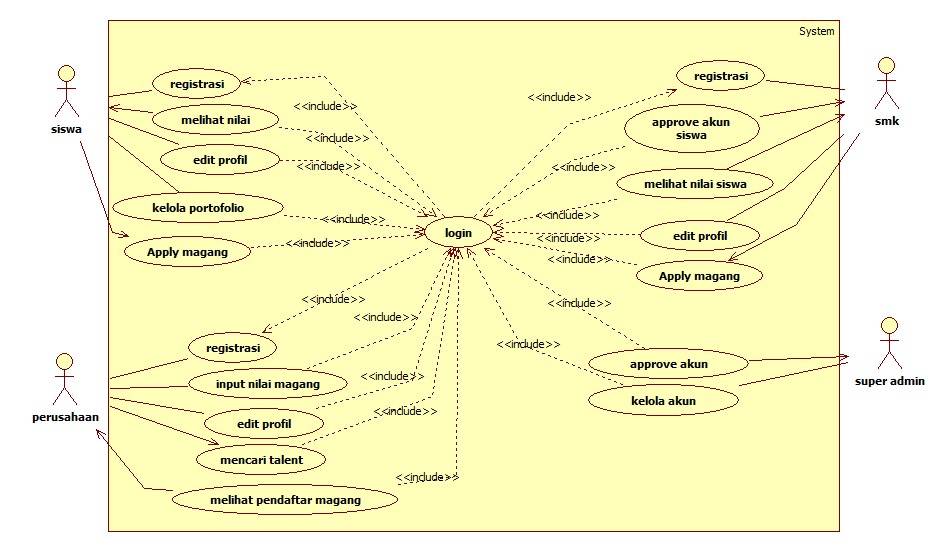 System
siswa
registrasi
melihat nilai
edit profil
kelola portofolio
Apply magang
<<include>>
<<include>>
<<include>>
<<include>>
<<include>>
login
smk
registrasi
approve akun
siswa
melihat nilai siswa
edit profil
Apply magang
<<include>>
<<include>>
<<include>>
<<include>>
<<include>>
perusahaan
registrasi
input nilai magang
edit profil
mencari talent
melihat pendaftar magang
<<include>>
<<include>>
<<include>>
<<include>>
<<include>>
super admin
approve akun
kelola akun
<<include>>
<<include>>